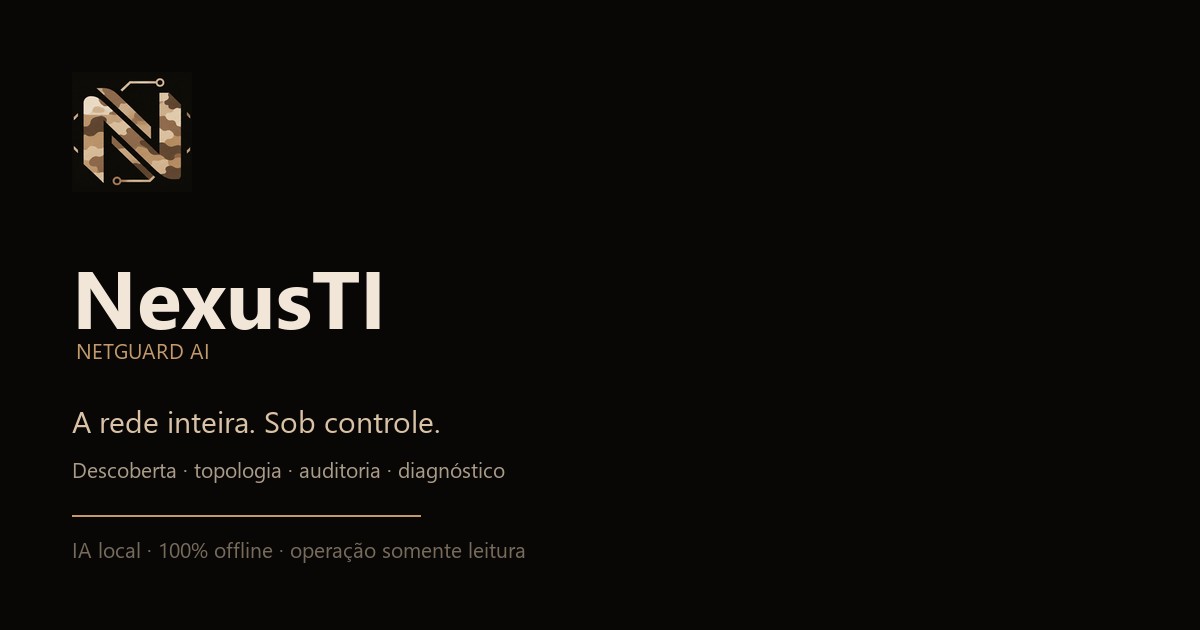 NexusTI
NETGUARD AI
A rede inteira. Sob controle.
Descoberta · topologia · auditoria · diagnóstico
IA local · 100% offline · operação somente leitura